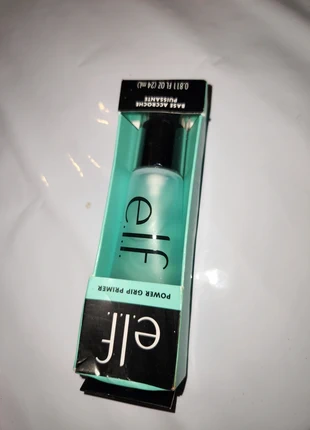 BASE ACCROCHE
PUISSANTE
0.811 FL OZ (24 mL)
e.l.f.
POWER GRIP PRIMER
e.l.f.